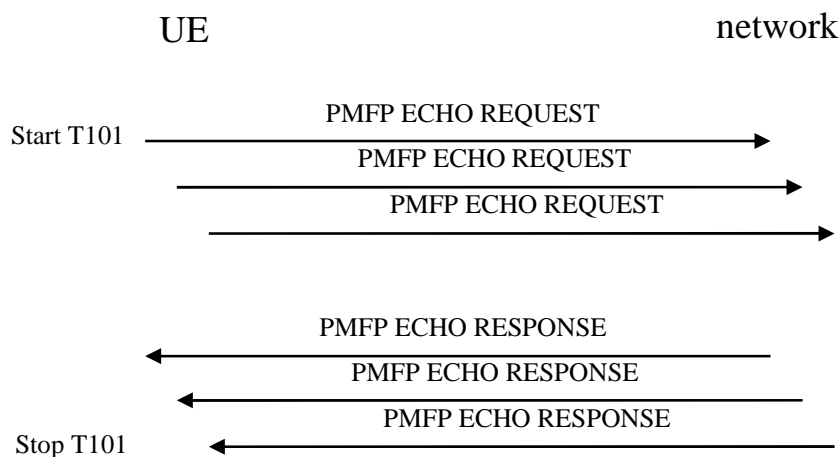 UE network
PMFP ECHO REQUEST
Start T101
PMFP ECHO REQUEST
PMFP ECHO REQUEST
PMFP ECHO RESPONSE
PMFP ECHO RESPONSE
PMFP ECHO RESPONSE
Stop T101